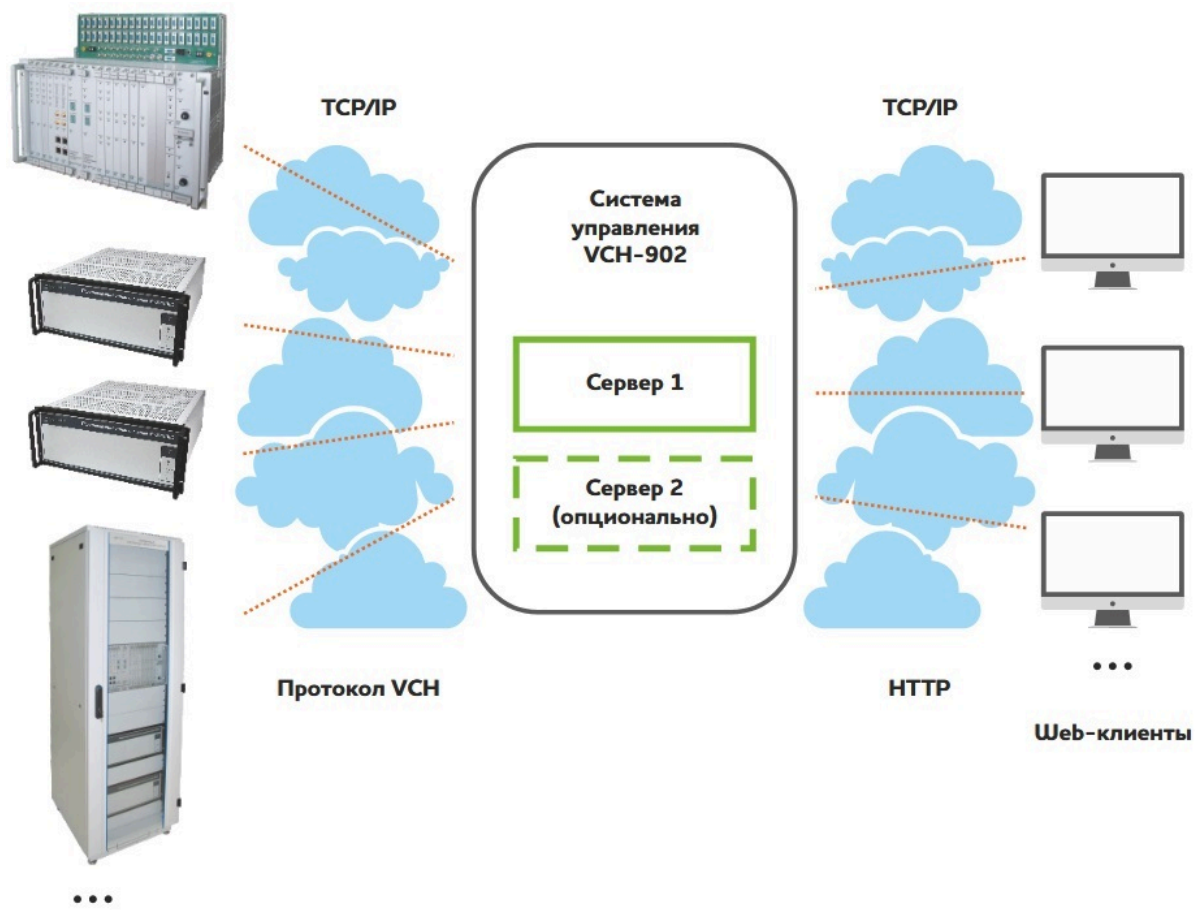 TCP/IP
TCP/IP
Система
управления
VCH-902
Сервер 1
Сервер 2
(опционально)
Протокол VCH
HTTP
Web-клиенты